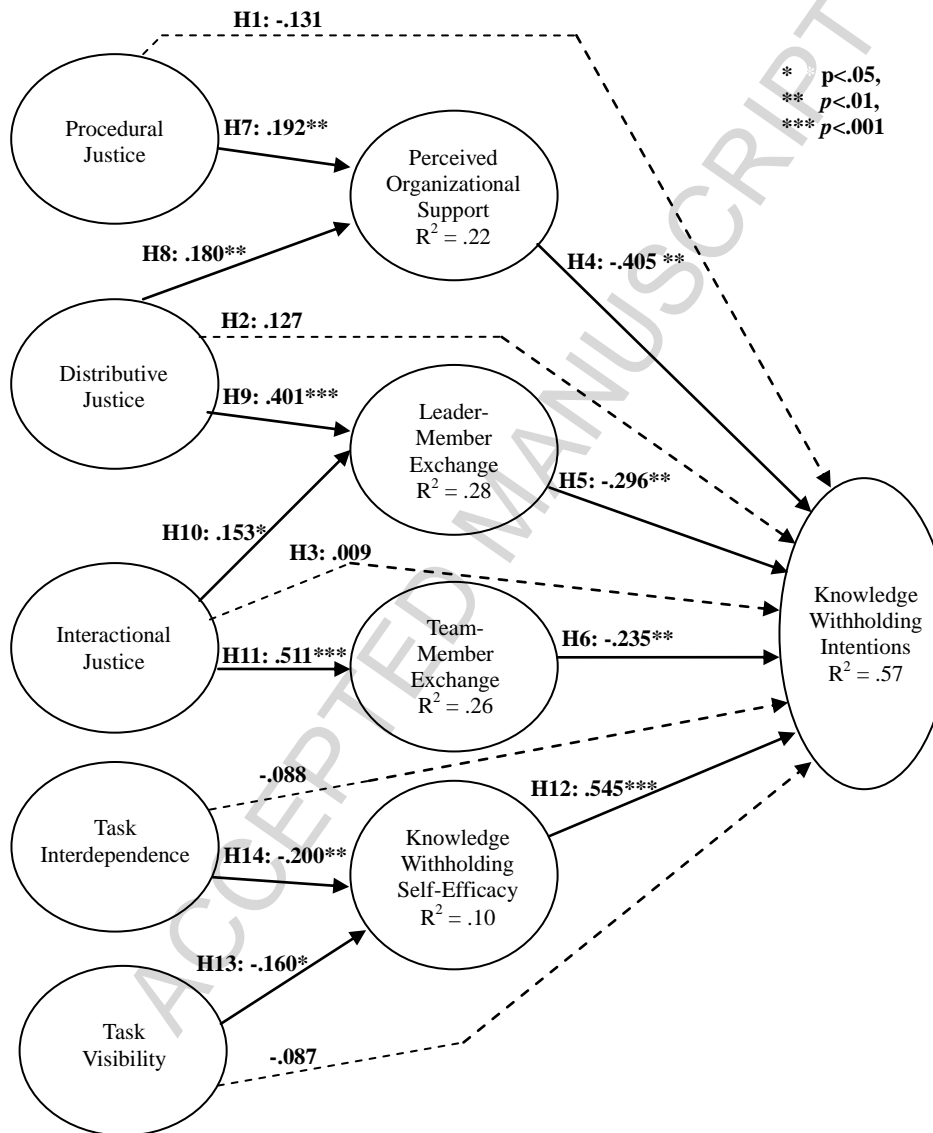 H1: -.131
* p<.05,
** p<.01,
*** p<.001
Procedural
Justice
H7: .192**
Perceived
Organizational
Support
R² = .22
H8: .180**
H4: -.405 **
H2: .127
Distributive
Justice
H9: .401***
Leader-
Member
Exchange
R² = .28
H5: -.296**
H10: .153*
H3: .009
Interactional
Justice
H11: .511***
Team-
Member
Exchange
R² = .26
H6: -.235**
Knowledge
Withholding
Intentions
R² = .57
-.088
H12: .545***
Task
Interdependence
H14: -.200**
Knowledge
Withholding
Self-Efficacy
R² = .10
H13: -.160*
Task
Visibility
-.087
ACCEPTED MANUSCRIPT